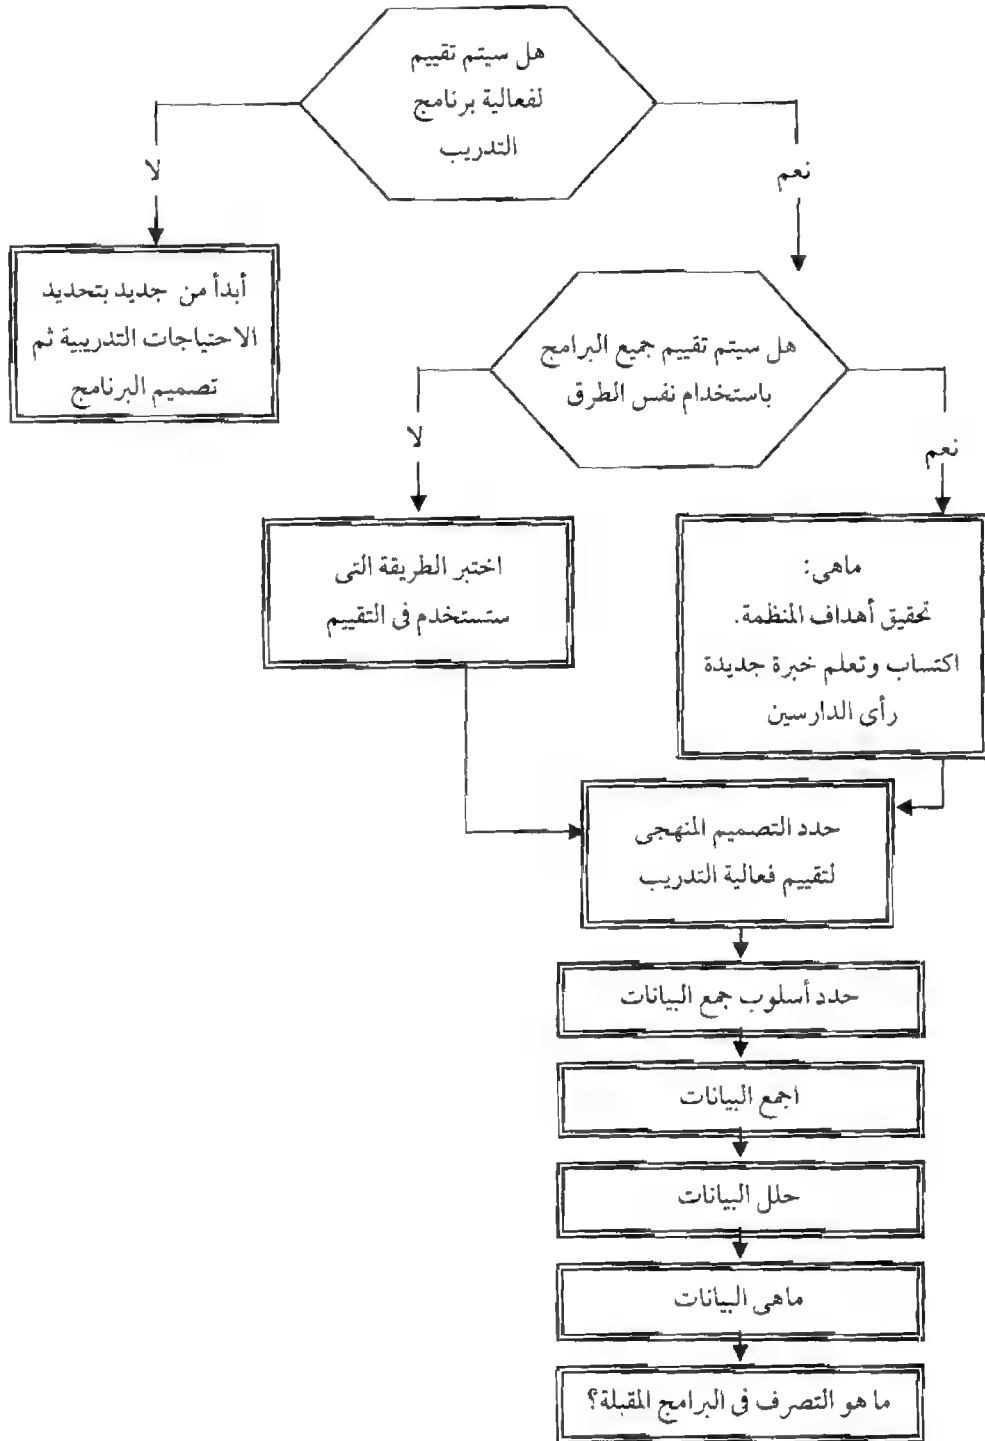 هل سيتم تقييم
لفعالية برنامج
التدريب
نعم
لا
أبدأ من جديد بتحديد
الاحتياجات التدريبية ثم
تصميم البرنامج
هل سيتم تقييم جميع البرامج
باستخدام نفس الطرق
نعم
لا
ماهى:
تحقيق أهداف المنظمة.
اكتساب وتعلم خبرة جديدة
رأى الدارسين
اختبر الطريقة التى
ستستخدم فى التقييم
حدد التصميم المنهجى
لتقييم فعالية التدريب
حدد أسلوب جمع البيانات
اجمع البيانات
حلل البيانات
ماهى البيانات
ما هو التصرف فى البرامج المقبلة؟